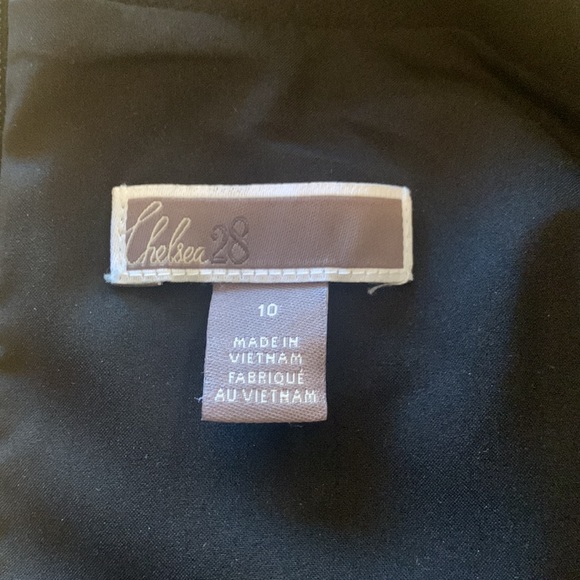 Chelsea28
10
MADE IN
VIETNAM
FABRIQUÉ
AU VIETNAM